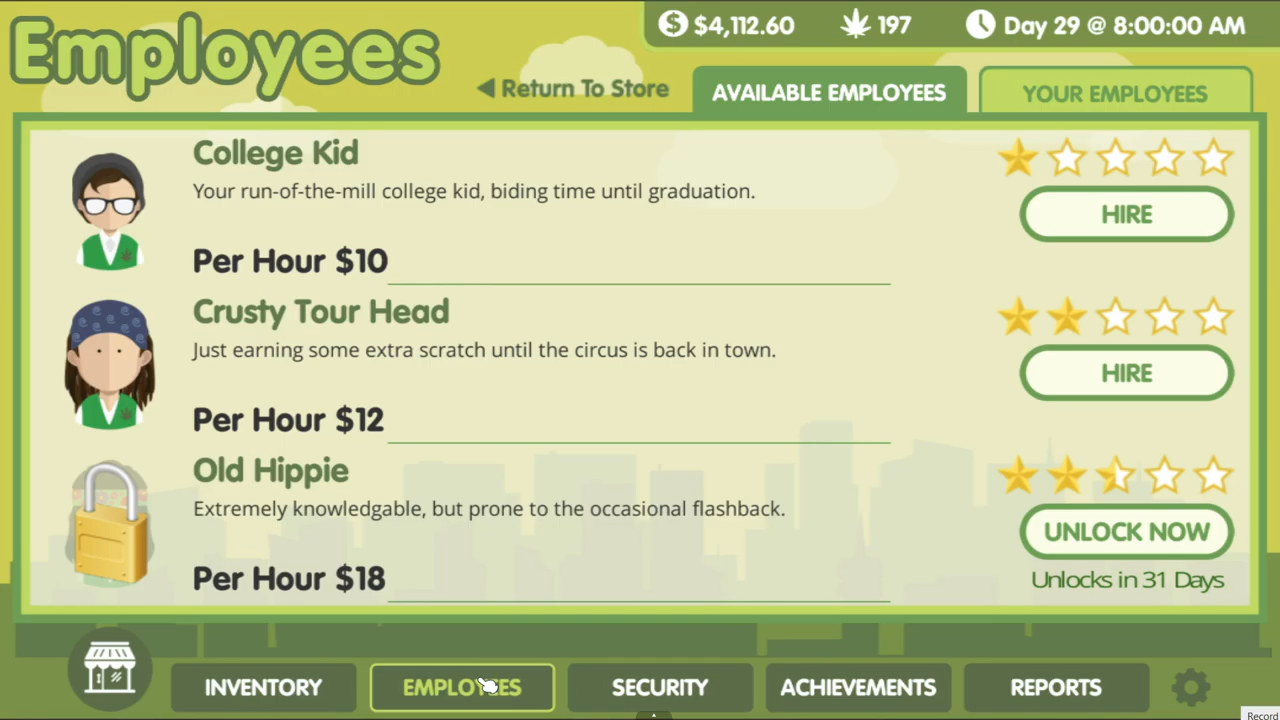 Employees
$4,112.60
197
Day 29 @ 8:00:00 AM
Return To Store
AVAILABLE EMPLOYEES
YOUR EMPLOYEES
College Kid
Your run-of-the-mill college kid, biding time until graduation.
HIRE
Per Hour $10
Crusty Tour Head
Just earning some extra scratch until the circus is back in town.
HIRE
Per Hour $12
Old Hippie
Extremely knowledgable, but prone to the occasional flashback.
UNLOCK NOW
Per Hour $18
Unlocks in 31 Days
INVENTORY
EMPLOYEES
SECURITY
ACHIEVEMENTS
REPORTS
Record